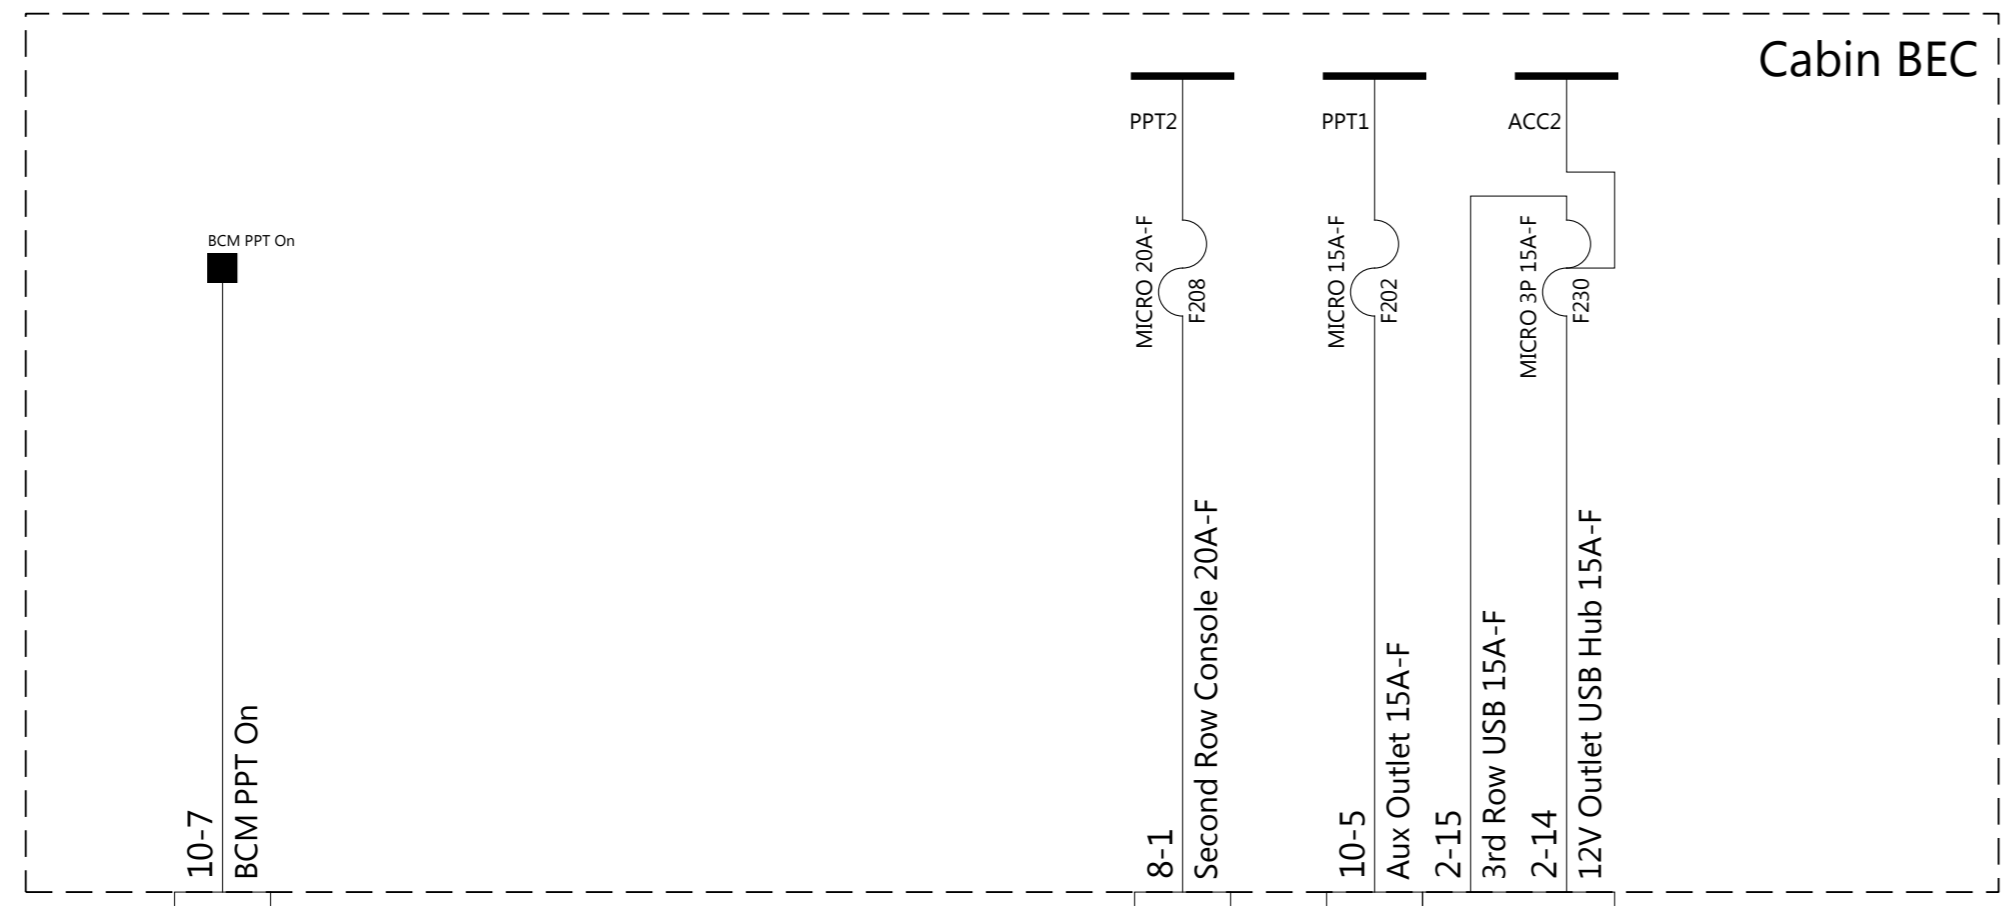 Cabin BEC
PPT2
PPT1
ACC2
BCM PPT On
MICRO 20A-F
F208
MICRO 15A-F
F202
MICRO 3P 15A-F
F230
10-7
BCM PPT On
8-1
Second Row Console 20A-F
10-5
Aux Outlet 15A-F
2-15
3rd Row USB 15A-F
2-14
12V Outlet USB Hub 15A-F